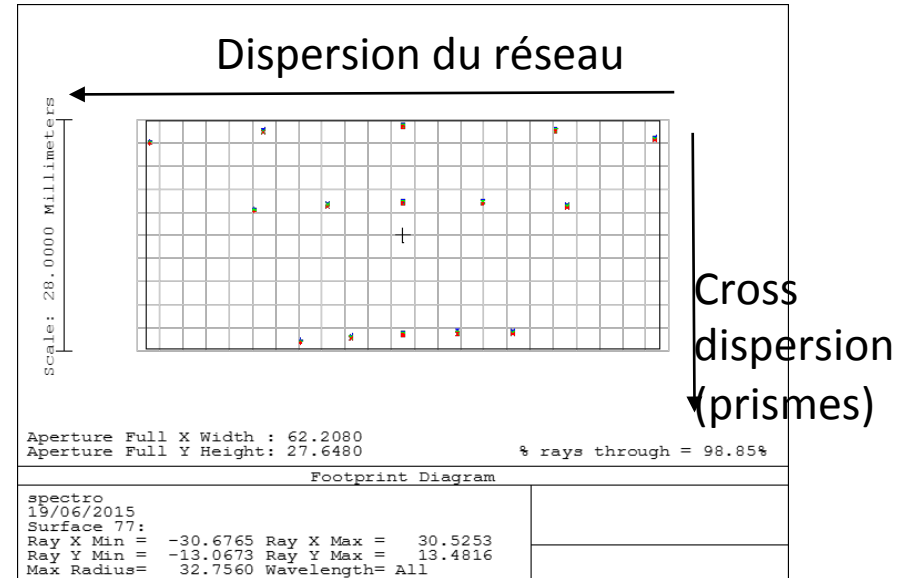 Dispersion du réseau
Scale: 28.0000 Millimeters
Cross
dispersion
(prismes)
Aperture Full X Width : 62.2080
Aperture Full Y Height: 27.6480 % rays through = 98.85%
Footprint Diagram
spectro
19/06/2015
Surface 77:
Ray X Min = -30.6765 Ray X Max = 30.5253
Ray Y Min = -13.0673 Ray Y Max = 13.4816
Max Radius= 32.7560 Wavelength= All